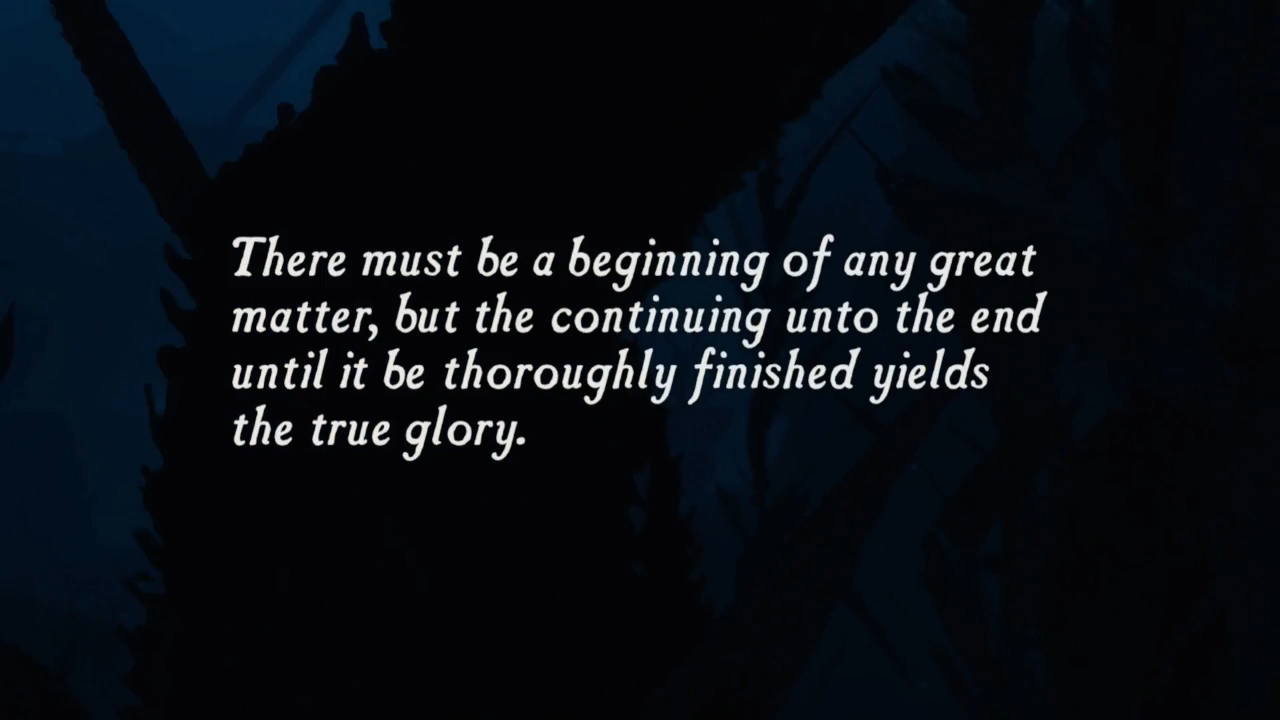 There must be a beginning of any great
matter, but the continuing unto the end
until it be thoroughly finished yields
the true glory.